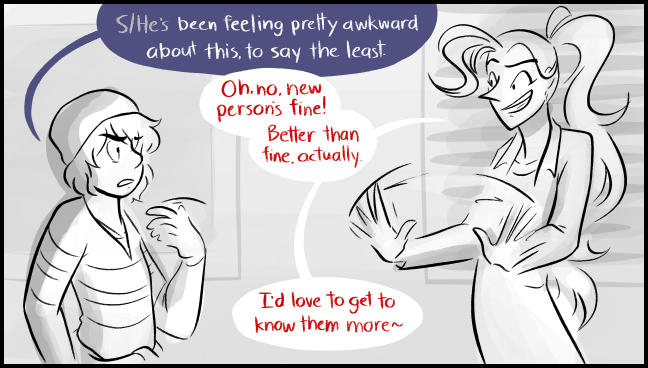 S/He's been feeling pretty awkward
about this, to say the least.
Oh, no, new
person's fine!
Better than
fine, actually.
I'd love to get to
know them more~